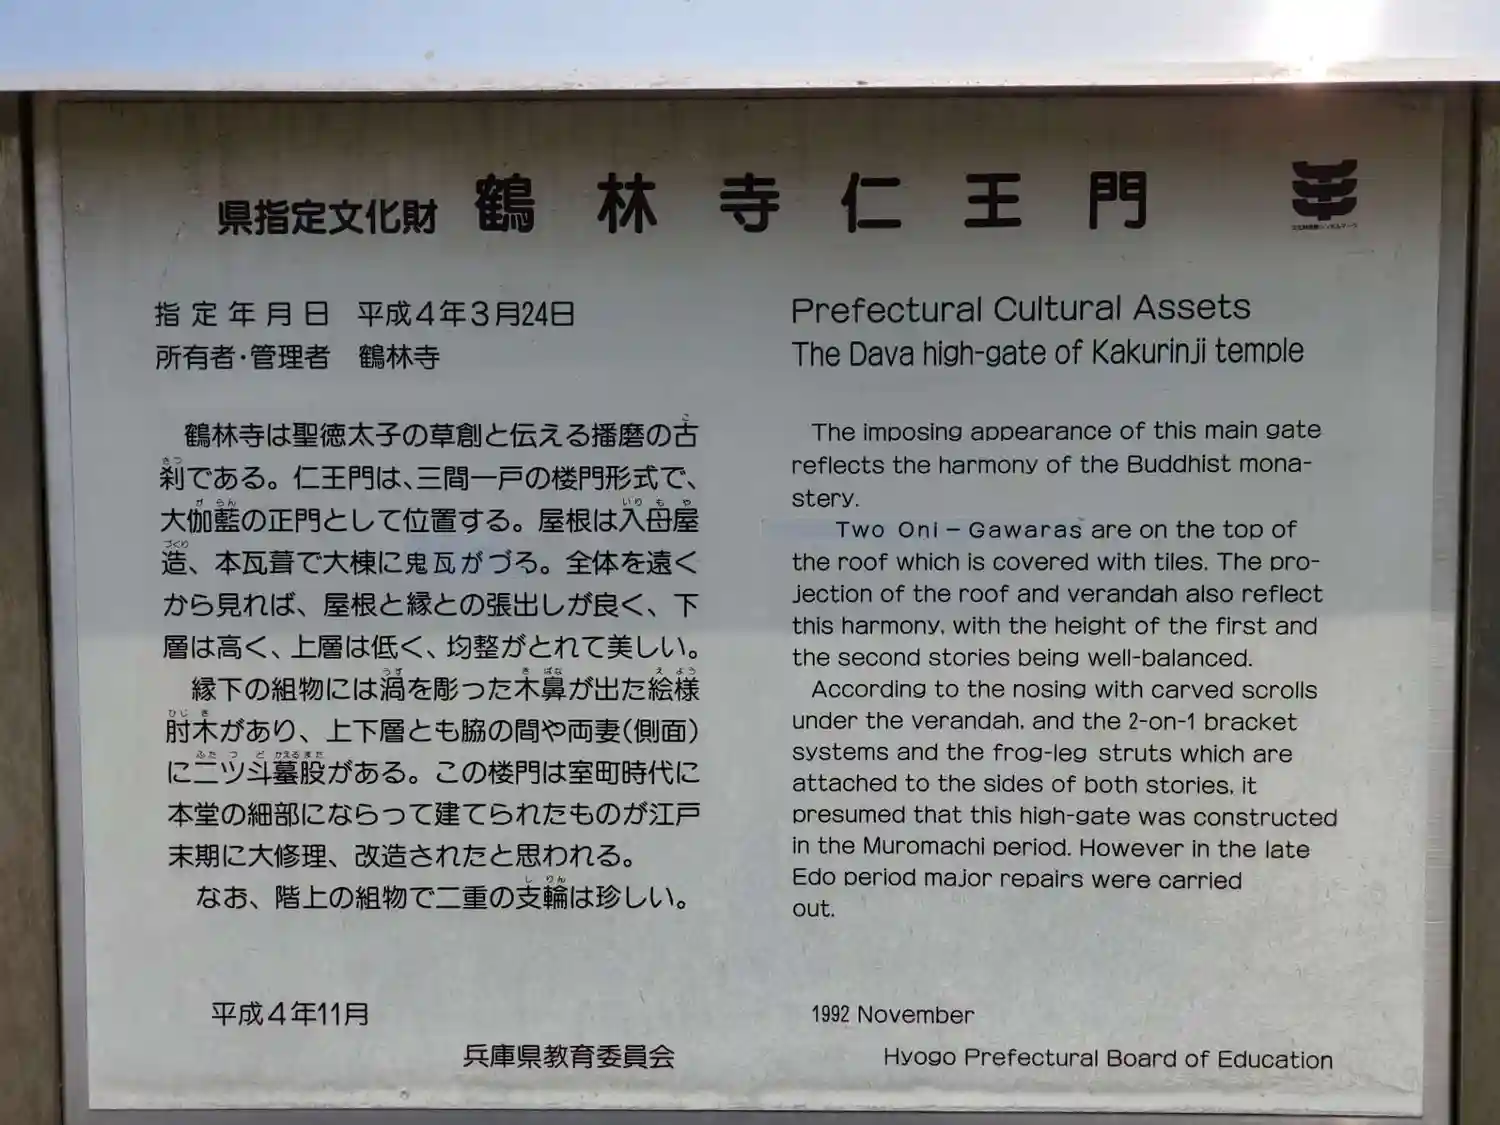 県指定文化財 鶴林寺仁王門
指定年月日 平成4年3月24日
所有者・管理者 鶴林寺
鶴林寺は聖徳太子の草創と伝える播磨の古
刹である。仁王門は、三間一戸の楼門形式で、
大伽藍の正門として位置する。屋根は入母屋
造、本瓦葺で大棟に鬼瓦がづる。全体を遠く
から見れば、屋根と縁との張出しが良く、下
層は高く、上層は低く、均整がとれて美しい。
縁下の組物には渦を彫った木鼻が出た絵様
肘木があり、上下層とも脇の間や両妻(側面)
に二ツ斗蟇股がある。この楼門は室町時代に
本堂の細部にならって建てられたものが江戸
末期に大修理、改造されたと思われる。
なお、階上の組物で二重の支輪は珍しい。
平成4年11月
兵庫県教育委員会
Prefectural Cultural Assets
The Dava high-gate of Kakurinji temple
The imposing appearance of this main gate
reflects the harmony of the Buddhist mona-
stery.
Two Oni-Gawaras are on the top of
the roof which is covered with tiles. The pro-
jection of the roof and verandah also reflect
this harmony, with the height of the first and
the second stories being well-balanced.
According to the nosing with carved scrolls
under the verandah, and the 2-on-1 bracket
systems and the frog-leg struts which are
attached to the sides of both stories, it
presumed that this high-gate was constructed
in the Muromachi period. However in the late
Edo period major repairs were carried
out.
1992 November
Hyogo Prefectural Board of Education